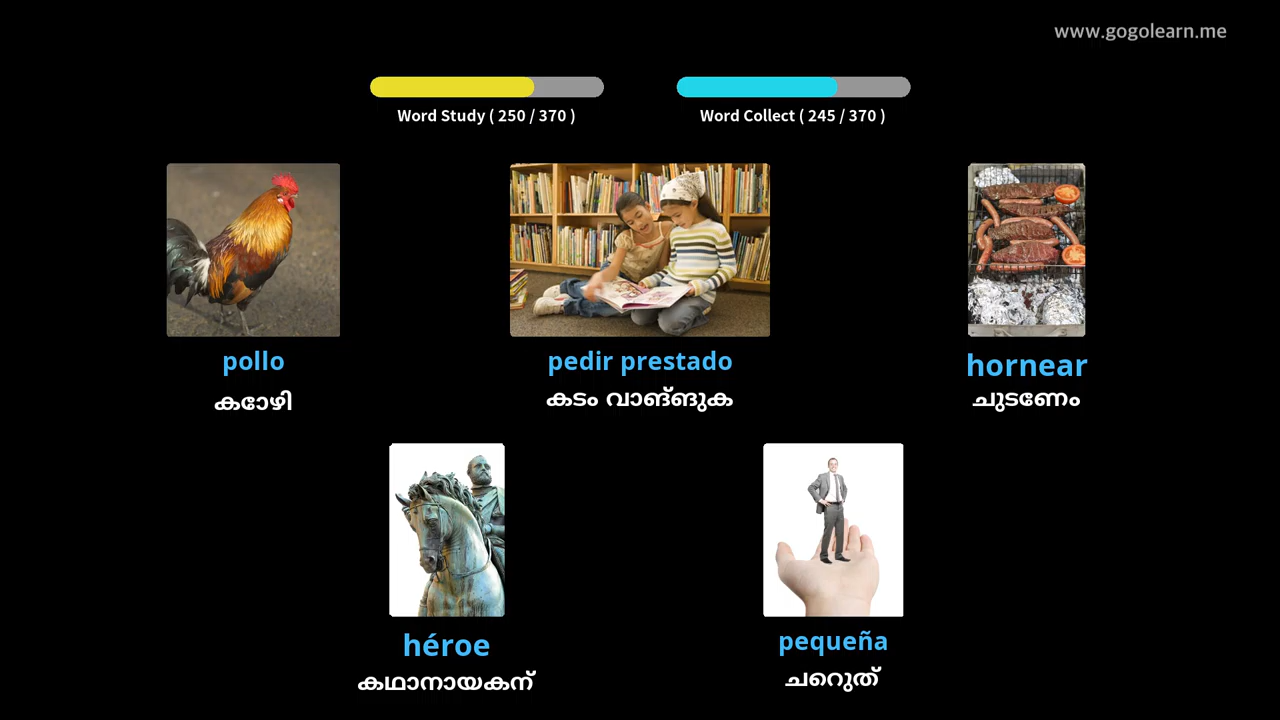 www.gogolearn.me
Word Study ( 250 / 370 )
Word Collect ( 245 / 370 )
pollo
കോഴി
pedir prestado
കടം വാങ്ങുക
hornear
ചുടണേം
héroe
കഥാനായകന്
pequeña
ചറെുത്